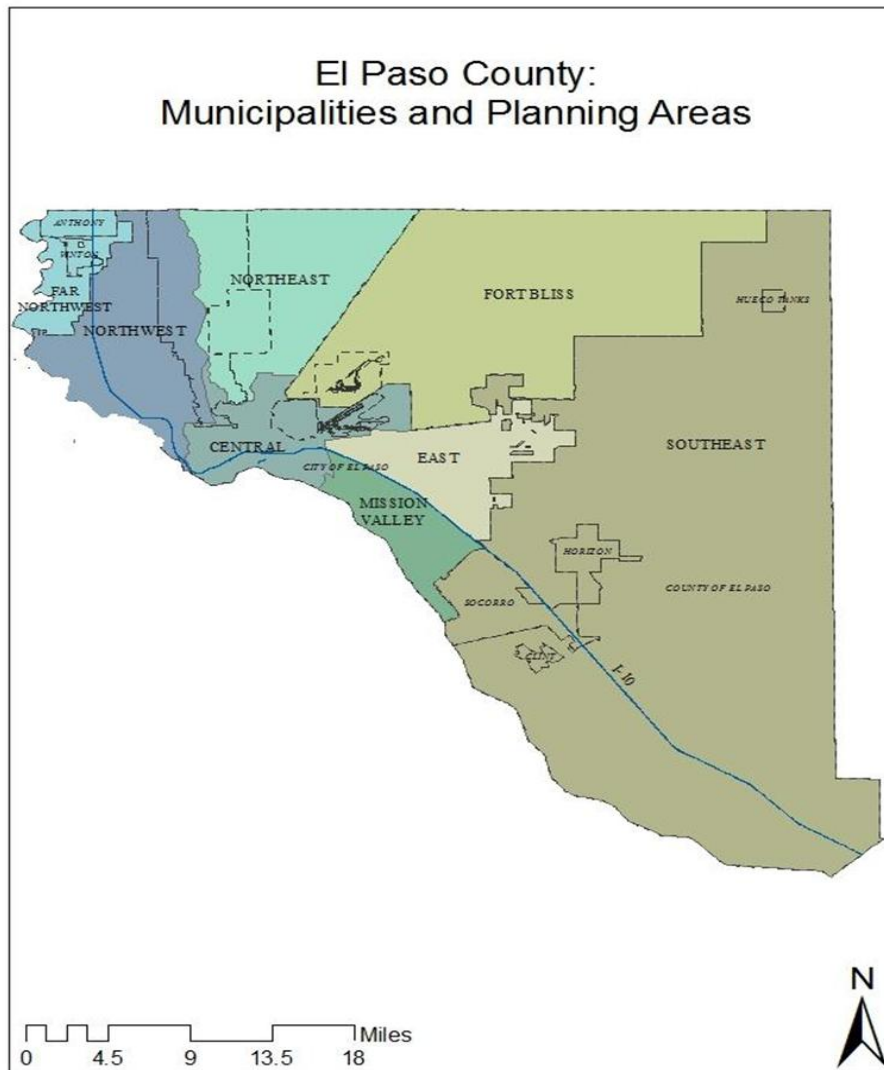 El Paso County:
Municipalities and Planning Areas
ANTHONY
VINTON
FAR
NORTHWEST
NORTHWEST
NORTHEAST
FORT BLISS
HUECO TANKS
CENTRAL
CITY OF EL PASO
EAST
SOUTHEAST
MISSION
VALLEY
HORIZON
COUNTY OF EL PASO
SOCORRO
CLINT
I-10
N
Miles
0 4.5 9 13.5 18